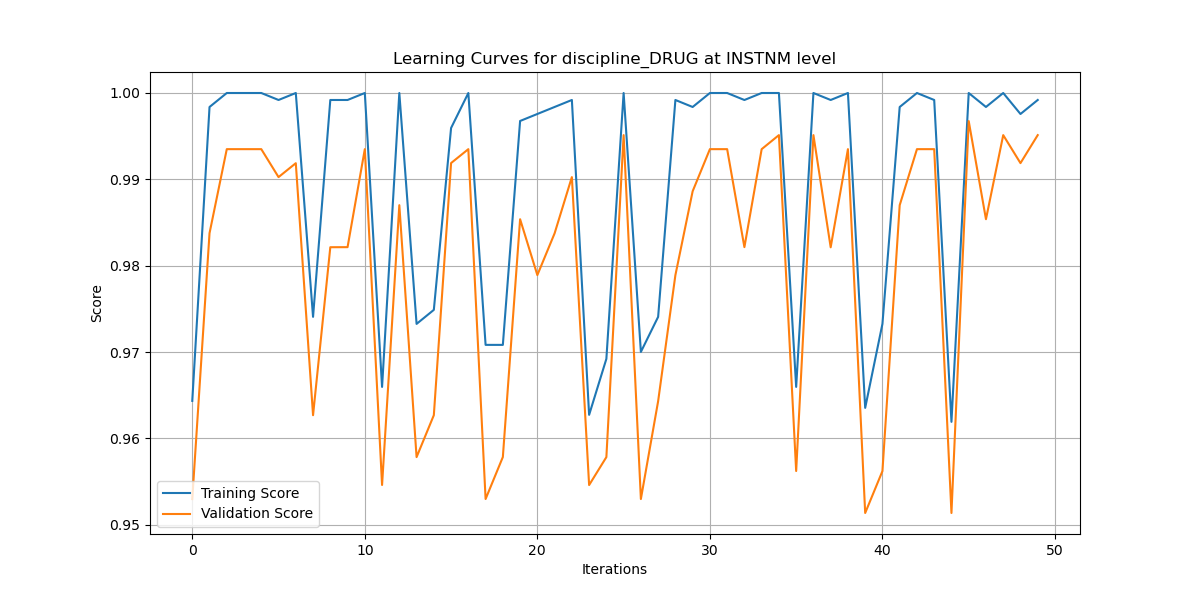 Learning Curves for discipline_DRUG at INSTNM level
1.00
0.99
0.98
0.97
0.96
0.95
Score
Training Score
Validation Score
0 10 20 30 40 50
Iterations